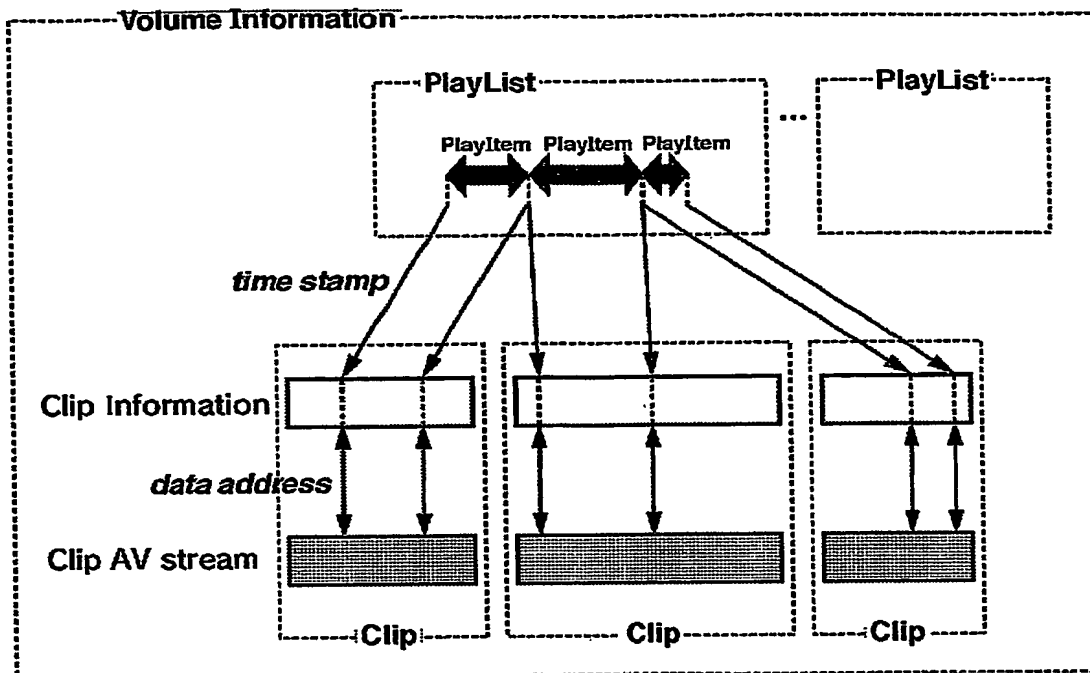 Volume Information
PlayList
PlayList
...
PlayItem PlayItem PlayItem
time stamp
Clip Information
data address
Clip AV stream
Clip
Clip
Clip